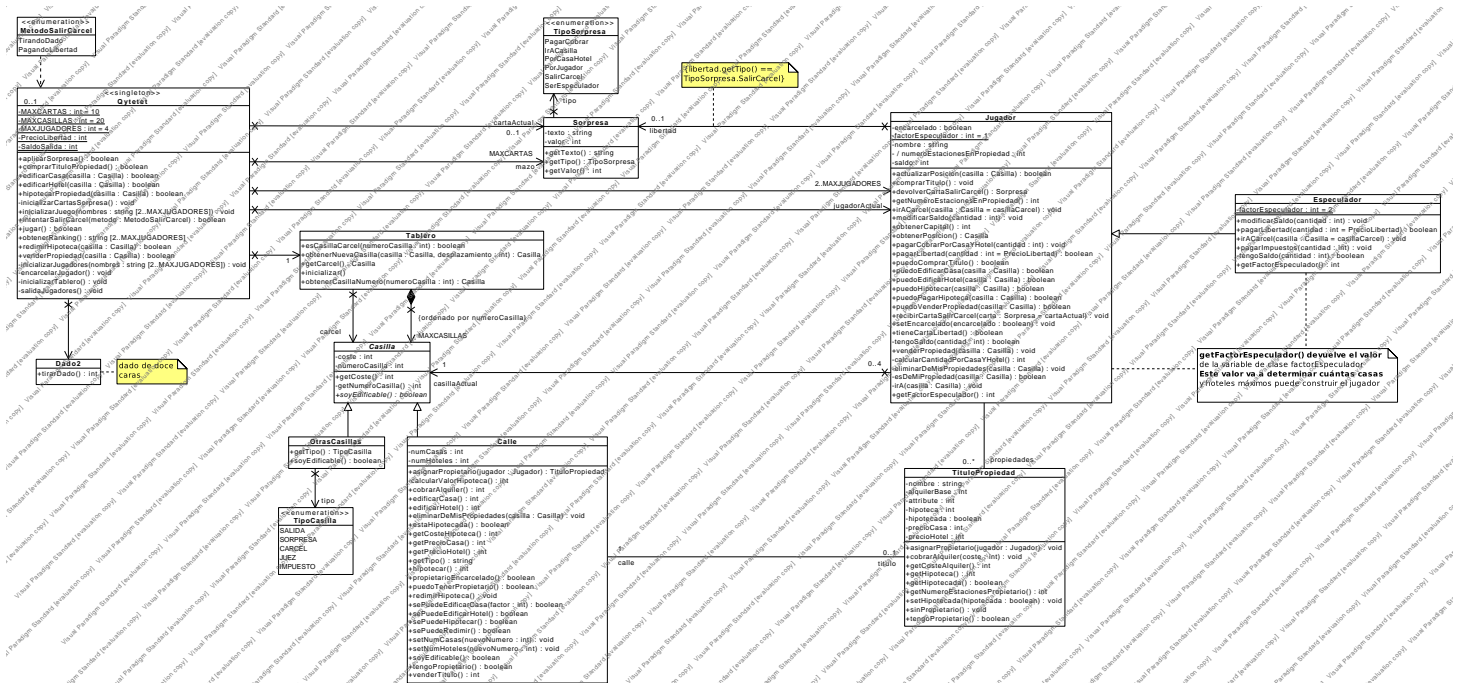 <<enumeration>>
MetodoSalirCarcel
TirandoDado
PagandoLibertad
<<singleton>>
Qytetet
0..1
-MAXCARTAS : int = 10
-MAXCASILLAS : int = 20
-MAXJUGADORES : int = 4
-PrecioLibertad : int
-SaldoSalida : int
+aplicarSorpresa() : boolean
+comprarTituloPropiedad() : boolean
+edificarCasa(casilla : Casilla) : boolean
+edificarHotel(casilla : Casilla) : boolean
+hipotecarPropiedad(casilla : Casilla) : boolean
-inicializarCartasSorpresa() : void
+inicializarJuego(nombres : string [2..MAXJUGADORES]) : void
+intentarSalirCarcel(metodo : MetodoSalirCarcel) : boolean
+jugar() : boolean
+obtenerRanking() : string [2..MAXJUGADORES]
+redimirHipoteca(casilla : Casilla) : boolean
+venderPropiedad(casilla : Casilla) : boolean
-inicializarJugadores(nombres : string [2..MAXJUGADORES]) : void
-encarcelarJugador() : void
-inicializarTablero() : void
-salidaJugadores() : void
<<enumeration>>
TipoSorpresa
PagarCobrar
IrACasilla
PorCasaHotel
PorJugador
SalirCarcel
SerEspeculador
tipo
{libertad.getTipo() ==
TipoSorpresa.SalirCarcel}
cartaActual
0..1
MAXCARTAS
mazo
Sorpresa
-texto : string
-valor : int
+getTexto() : string
+getTipo() : TipoSorpresa
+getValor() : int
0..1
libertad
2..MAXJUGADORES
jugadorActual
Jugador
-encarcelado : boolean
-factorEspeculador : int = 1
-nombre : string
- / numeroEstacionesEnPropiedad : int
-saldo : int
+actualizarPosicion(casilla : Casilla) : boolean
+comprarTitulo() : void
+devolverCartaSalirCarcel() : Sorpresa
+getNumeroEstacionesEnPropiedad() : int
+irACarcel(casilla : Casilla = casillaCarcel) : void
+modificarSaldo(cantidad : int) : void
+obtenerCapital() : int
+obtenerPosicion() : Casilla
+pagarCobrarPorCasaYHotel(cantidad : int) : void
+pagarLibertad(cantidad : int = PrecioLibertad) : boolean
+puedoComprarTitulo() : boolean
+puedoEdificarCasa(casilla : Casilla) : boolean
+puedoEdificarHotel(casilla : Casilla) : boolean
+puedoHipotecar(casilla : Casilla) : boolean
+puedoPagarHipoteca(casilla : Casilla) : boolean
+puedoVenderPropiedad(casilla : Casilla) : boolean
+recibirCartaSalirCarcel(carta : Sorpresa = cartaActual) : void
+setEncarcelado(encarcelado : boolean) : void
+tieneCartaLibertad() : boolean
+tengoSaldo(cantidad : int) : boolean
+venderPropiedad(casilla : Casilla) : void
-calcularCantidadPorCasaYHotel() : int
-eliminarDeMisPropiedades(casilla : Casilla) : void
-esDeMiPropiedad(casilla : Casilla) : boolean
-irA(casilla : Casilla) : void
+getFactorEspeculador() : int
Especulador
-factorEspeculador : int = 2
+modificarSaldo(cantidad : int) : void
+pagarLibertad(cantidad : int = PrecioLibertad) : boolean
+irACarcel(casilla : Casilla = casillaCarcel) : void
+pagarImpuestos(cantidad : int) : void
+tengoSaldo(cantidad : int) : boolean
+getFactorEspeculador() : int
getFactorEspeculador() devuelve el valor
de la variable de clase factorEspeculador
Este valor va a determinar cuántas casas
y hoteles máximos puede construir el jugador
1
Tablero
+esCasillaCarcel(numeroCasilla : int) : boolean
+obtenerNuevaCasilla(casilla : Casilla, desplazamiento : int) : Casilla
+getCarcel() : Casilla
-inicializar()
+obtenerCasillaNumero(numeroCasilla : int) : Casilla
carcel
{ordenado por numeroCasilla}
MAXCASILLAS
Dado2
+tirarDado() : int
dado de doce
caras
Casilla
-coste : int
-numeroCasilla : int
+getCoste() : int
-getNumeroCasilla() : int
+soyEdificable() : boolean
1
casillaActual
0..4
OtrasCasillas
+getTipo() : TipoCasilla
+soyEdificable() : boolean
tipo
<<enumeration>>
TipoCasilla
SALIDA
SORPRESA
CARCEL
JUEZ
IMPUESTO
Calle
-numCasas : int
-numHoteles : int
+asignarPropietario(jugador : Jugador) : TituloPropiedad
-calcularValorHipoteca() : int
+cobrarAlquiler() : int
+edificarCasa() : int
+edificarHotel() : int
+eliminarDeMisPropiedades(casilla : Casilla) : void
+estaHipotecada() : boolean
+getCosteHipoteca() : int
+getPrecioCasa() : int
+getPrecioHotel() : int
+getTipo() : string
+hipotecar() : int
+propietarioEncarcelado() : boolean
+puedoTenerPropietario() : boolean
+redimirHipoteca() : void
+sePuedeEdificarCasa(factor : int) : boolean
+sePuedeEdificarHotel() : boolean
+sePuedeHipotecar() : boolean
+sePuedeRedimir() : boolean
+setNumCasas(nuevoNumero : int) : void
+setNumHoteles(nuevoNumero : int) : void
+soyEdificable() : boolean
+tengoPropietario() : boolean
+venderTitulo() : int
calle
0..1
titulo
0..*
propiedades
TituloPropiedad
-nombre : string
-alquilerBase : int
-attribute : int
-hipoteca : int
-hipotecada : boolean
-precioCasa : int
-precioHotel : int
+asignarPropietario(jugador : Jugador) : void
+cobrarAlquiler(coste : int) : void
+getCosteAlquiler() : int
+getHipoteca() : int
+getHipotecada() : boolean
+getNumeroEstacionesPropietario() : int
+setHipotecada(hipotecada : boolean) : void
+sinPropietario() : void
+tengoPropietario() : boolean